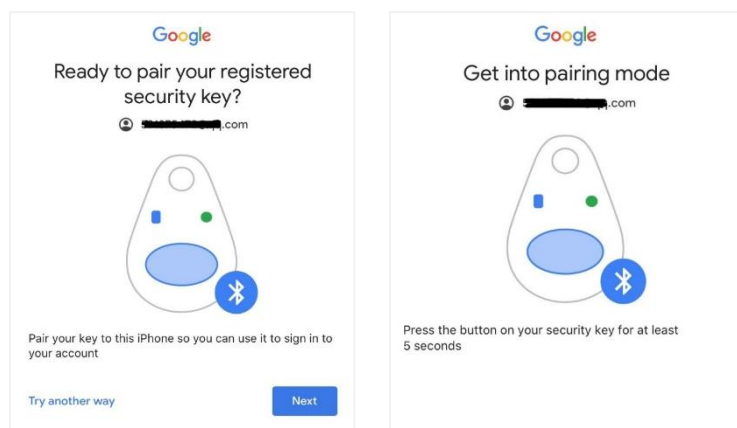 Google
Ready to pair your registered
security key?
.com
Pair your key to this iPhone so you can use it to sign in to
your account
Try another way
Next
Google
Get into pairing mode
.com
Press the button on your security key for at least
5 seconds